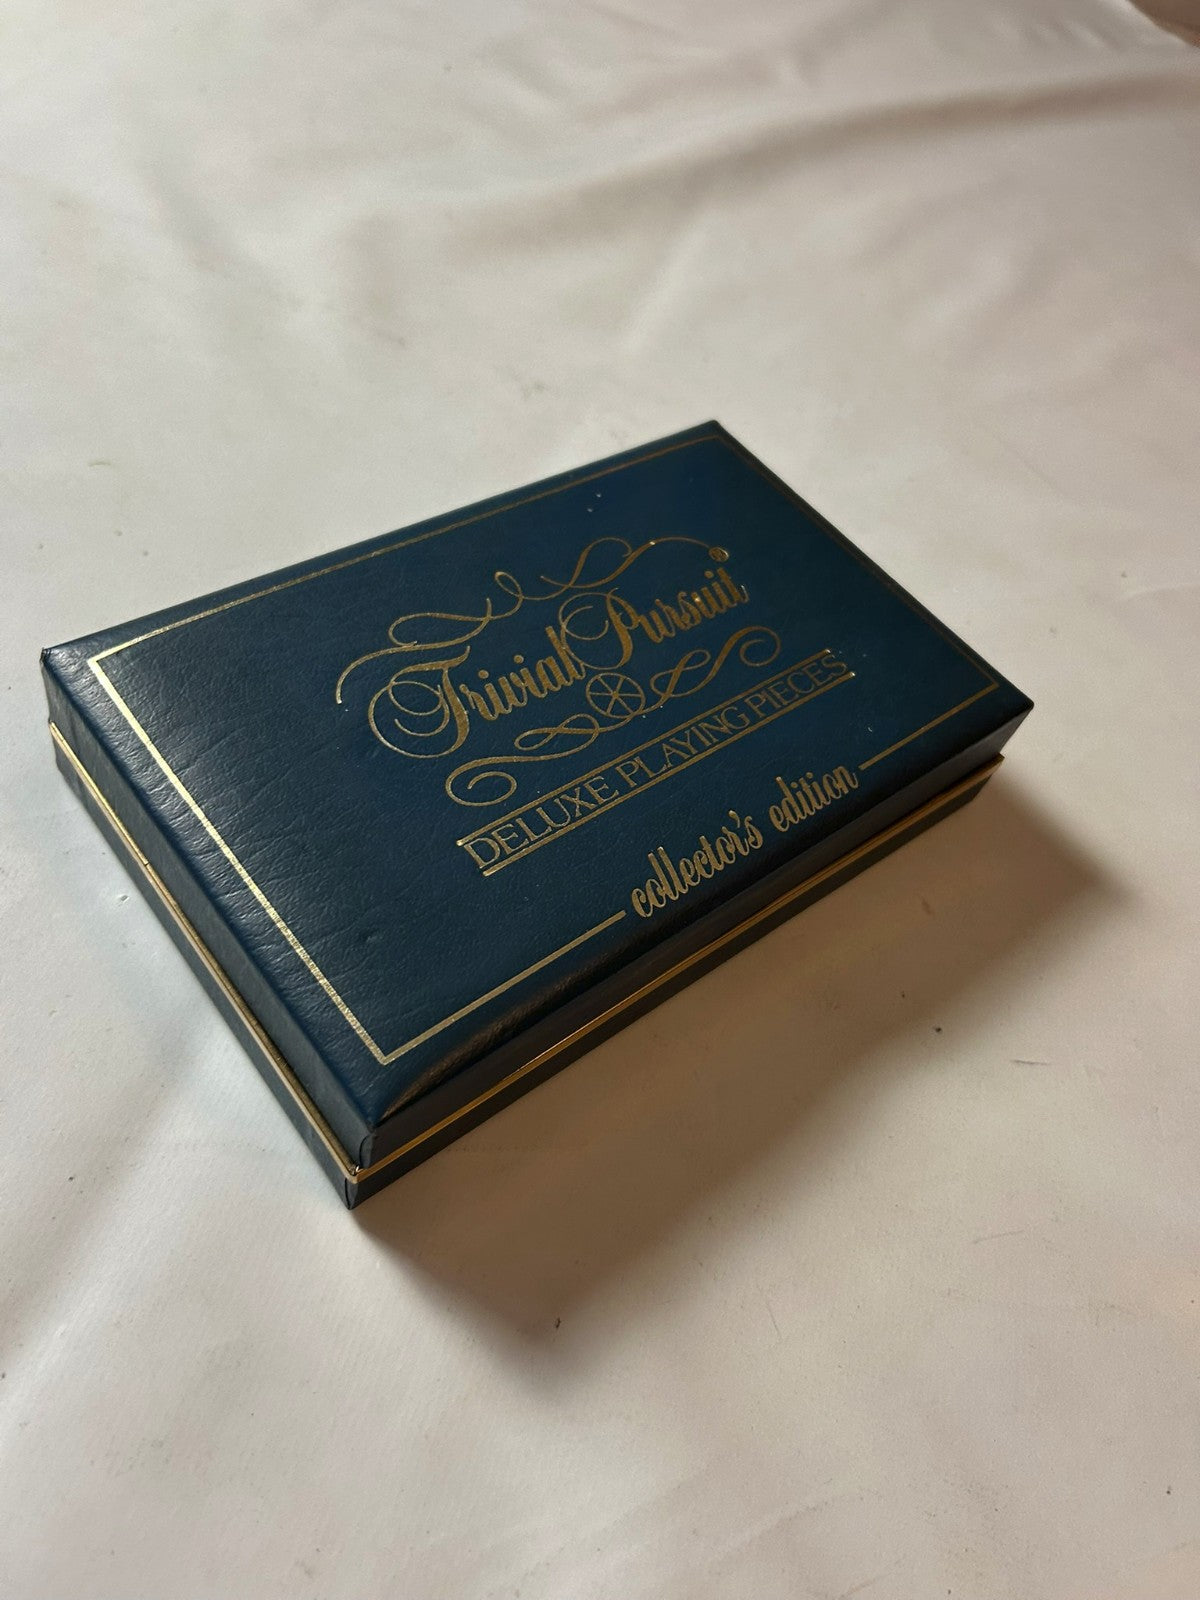 Trivial Pursuit®
DELUXE PLAYING PIECES
collector's edition